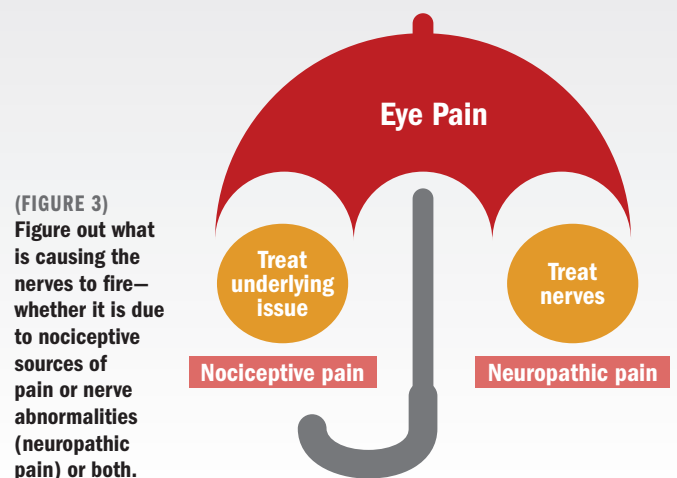 Eye Pain
(FIGURE 3)
Figure out what
is causing the
nerves to fire—
whether it is due
to nociceptive
sources of
pain or nerve
abnormalities
(neuropathic
pain) or both.
Treat
underlying
issue
Nociceptive pain
Treat
nerves
Neuropathic pain